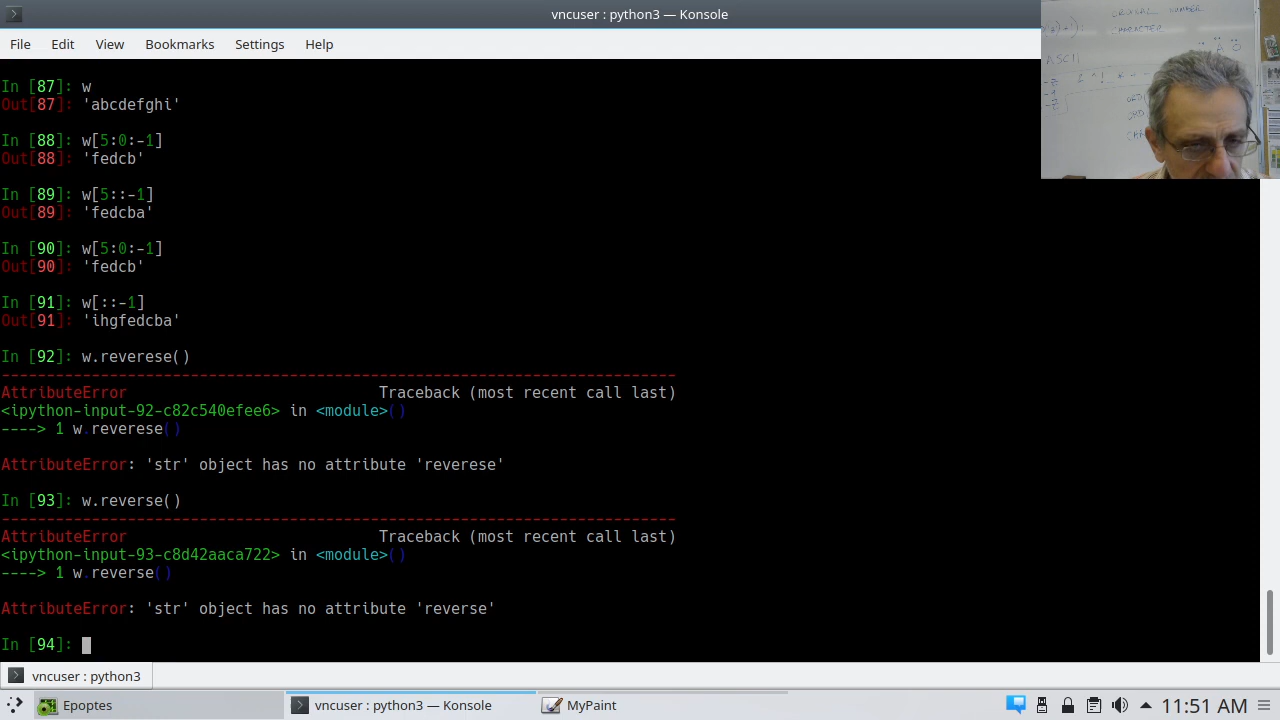 vncuser : python3 — Konsole
File Edit View Bookmarks Settings Help
In [87]: w
Out[87]: 'abcdefghi'
In [88]: w[5:0:-1]
Out[88]: 'fedcb'
In [89]: w[5::-1]
Out[89]: 'fedcba'
In [90]: w[5:0:-1]
Out[90]: 'fedcb'
In [91]: w[::-1]
Out[91]: 'ihgfedcba'
In [92]: w.reverese()
---------------------------------------------------------------------------
AttributeError Traceback (most recent call last)
<ipython-input-92-c82c540efee6> in <module>()
----> 1 w.reverese()
AttributeError: 'str' object has no attribute 'reverese'
In [93]: w.reverse()
---------------------------------------------------------------------------
AttributeError Traceback (most recent call last)
<ipython-input-93-c8d42aaca722> in <module>()
----> 1 w.reverse()
AttributeError: 'str' object has no attribute 'reverse'
In [94]:
vncuser : python3
Epoptes vncuser : python3 — Konsole MyPaint 11:51 AM
NUMBER
CHARACTER
Ä Ö